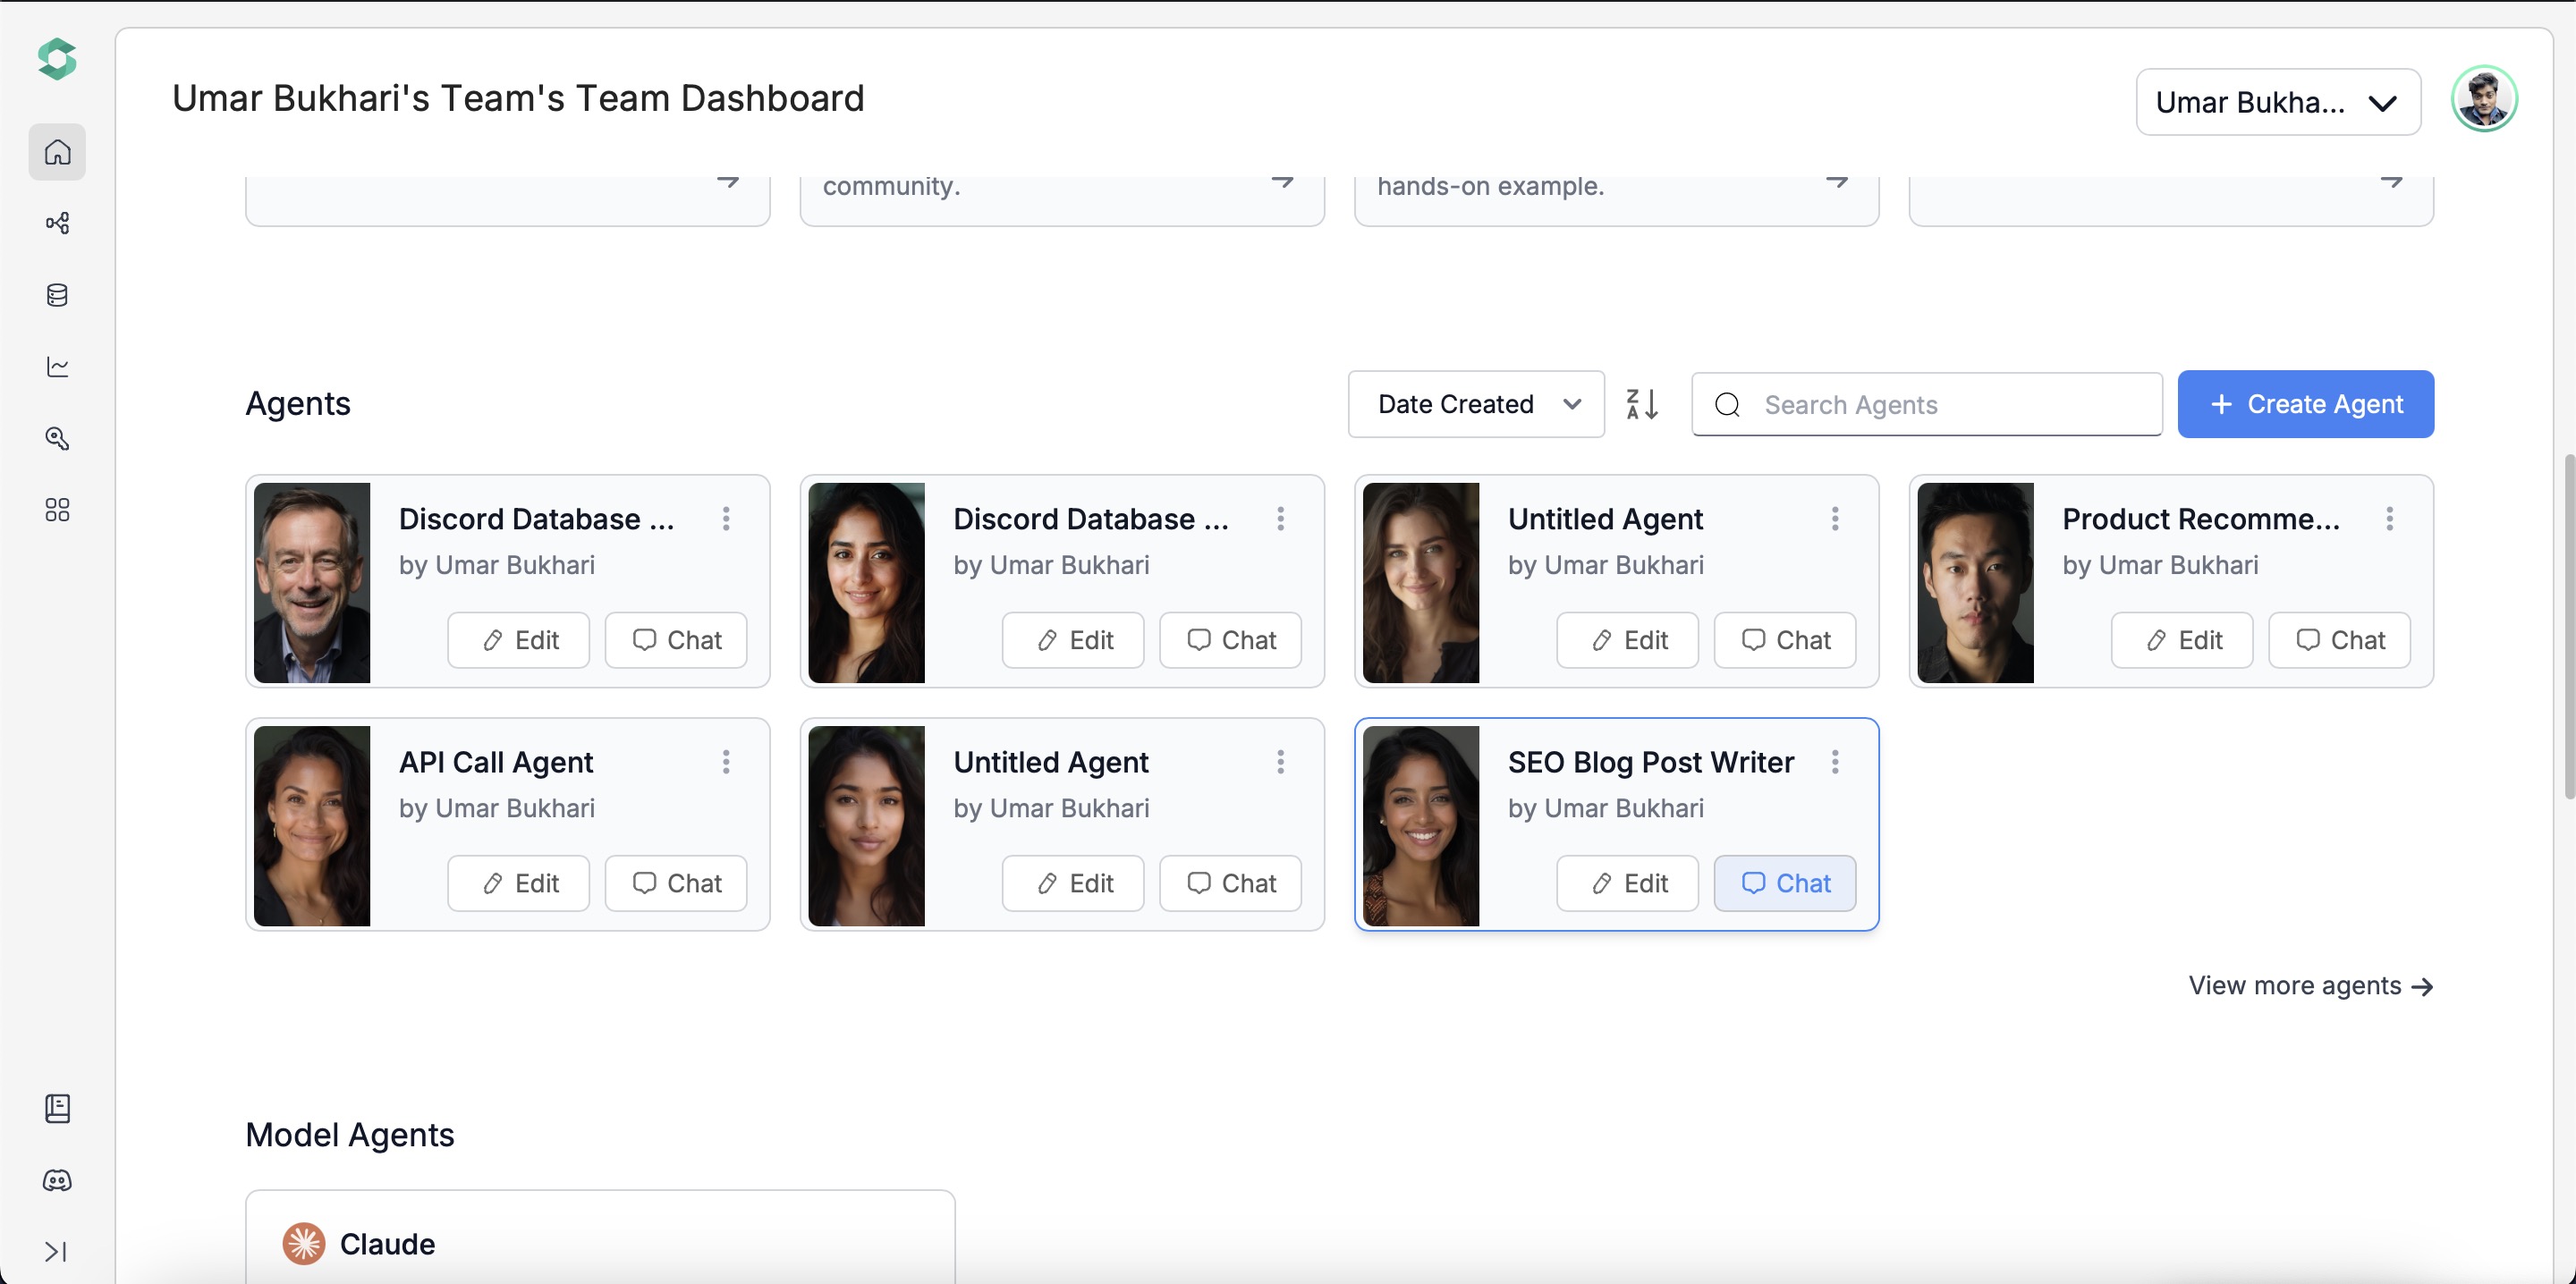 Umar Bukhari's Team's Team Dashboard
Umar Bukha...
community.
hands-on example.
Agents
Date Created
Z
A
Search Agents
+ Create Agent
Discord Database ...
by Umar Bukhari
Edit
Chat
Discord Database ...
by Umar Bukhari
Edit
Chat
Untitled Agent
by Umar Bukhari
Edit
Chat
Product Recomme...
by Umar Bukhari
Edit
Chat
API Call Agent
by Umar Bukhari
Edit
Chat
Untitled Agent
by Umar Bukhari
Edit
Chat
SEO Blog Post Writer
by Umar Bukhari
Edit
Chat
View more agents →
Model Agents
Claude